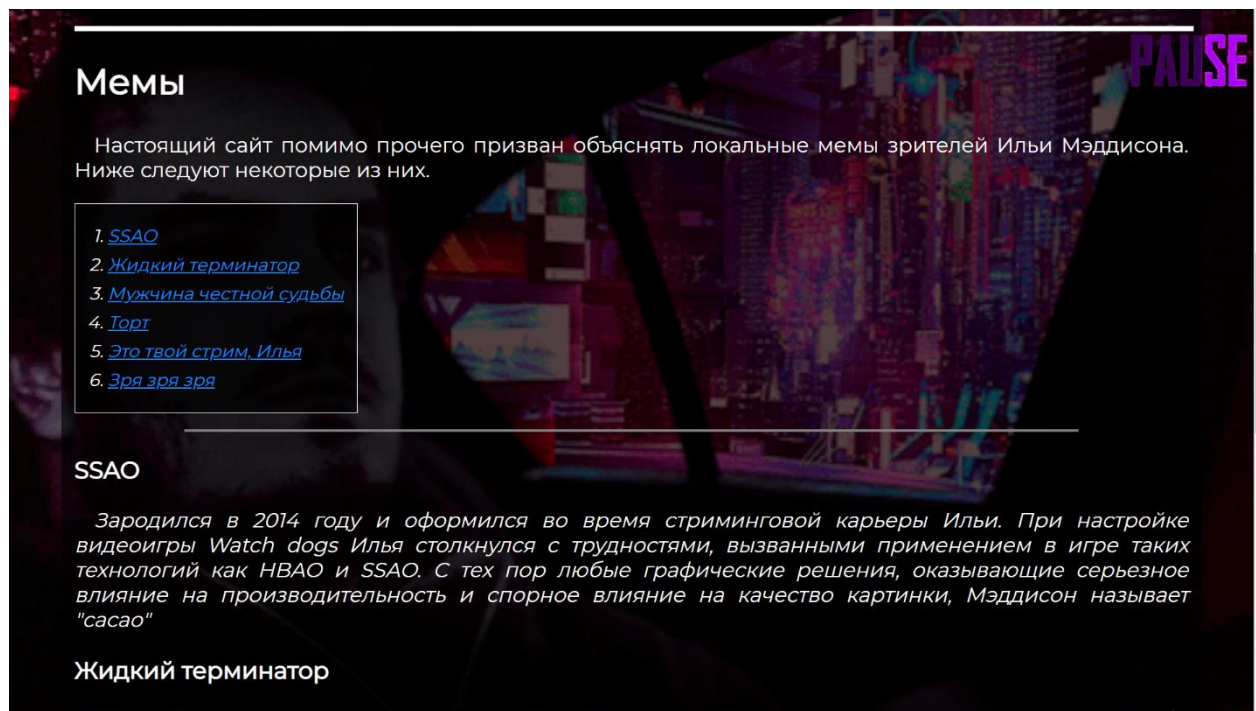 PAUSE
Мемы
Настоящий сайт помимо прочего призван объяснять локальные мемы зрителей Ильи Мэддисона.
Ниже следуют некоторые из них.
1. SSAO
2. Жидкий терминатор
3. Мужчина честной судьбы
4. Торт
5. Это твой стрим, Илья
6. Зря зря зря
SSAO
Зародился в 2014 году и оформился во время стриминговой карьеры Ильи. При настройке
видеоигры Watch dogs Илья столкнулся с трудностями, вызванными применением в игре таких
технологий как HBAO и SSAO. С тех пор любые графические решения, оказывающие серьезное
влияние на производительность и спорное влияние на качество картинки, Мэддисон называет
"сасао"
Жидкий терминатор